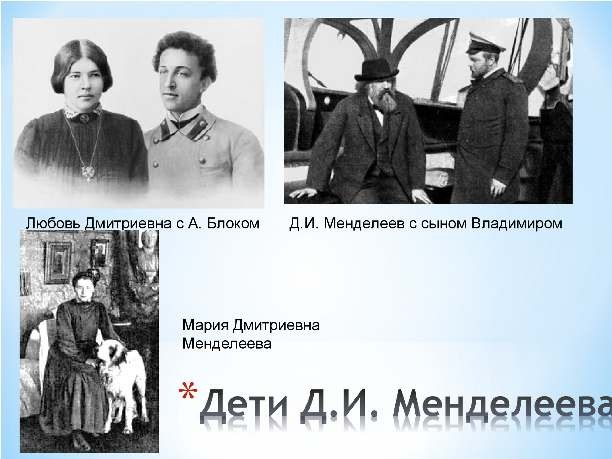 Любовь Дмитриевна с А. Блоком
Д.И. Менделеев с сыном Владимиром
Мария Дмитриевна
Менделеева
*Дети Д.И. Менделеева